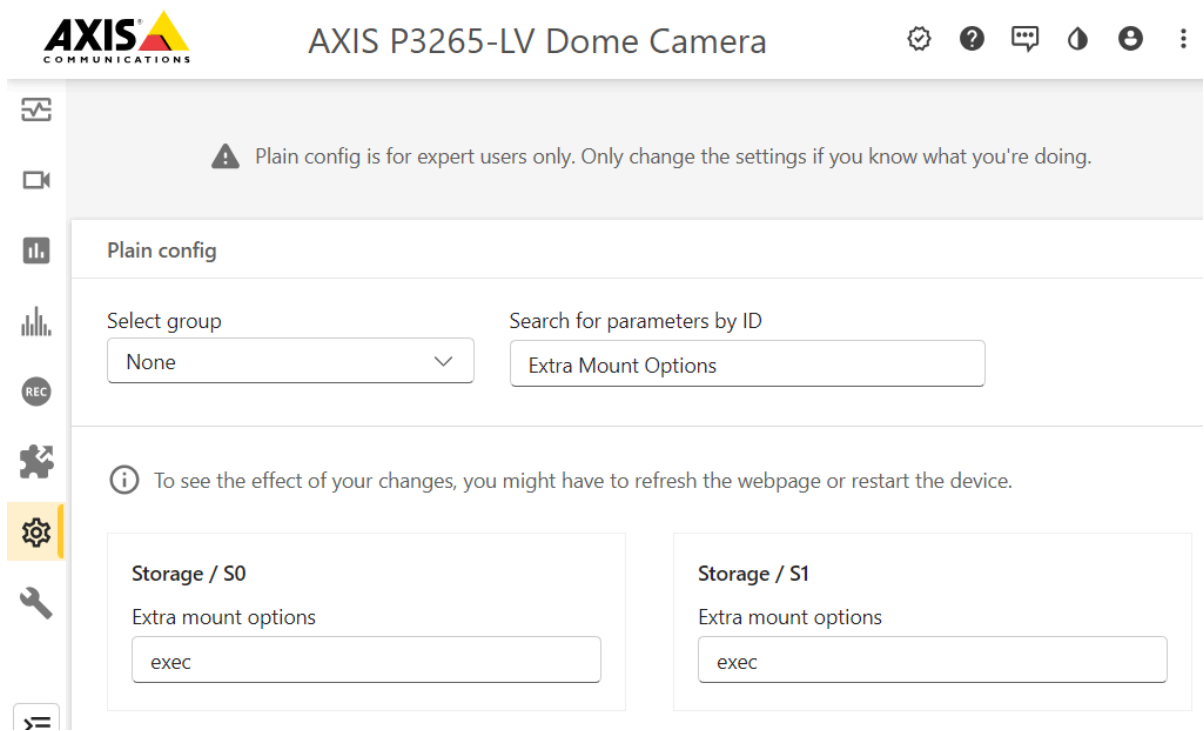 AXIS
COMMUNICATIONS
AXIS P3265-LV Dome Camera
Plain config is for expert users only. Only change the settings if you know what you're doing.
Plain config
Select group
Search for parameters by ID
None
Extra Mount Options
REC
To see the effect of your changes, you might have to refresh the webpage or restart the device.
Storage / S0
Storage / S1
Extra mount options
Extra mount options
exec
exec